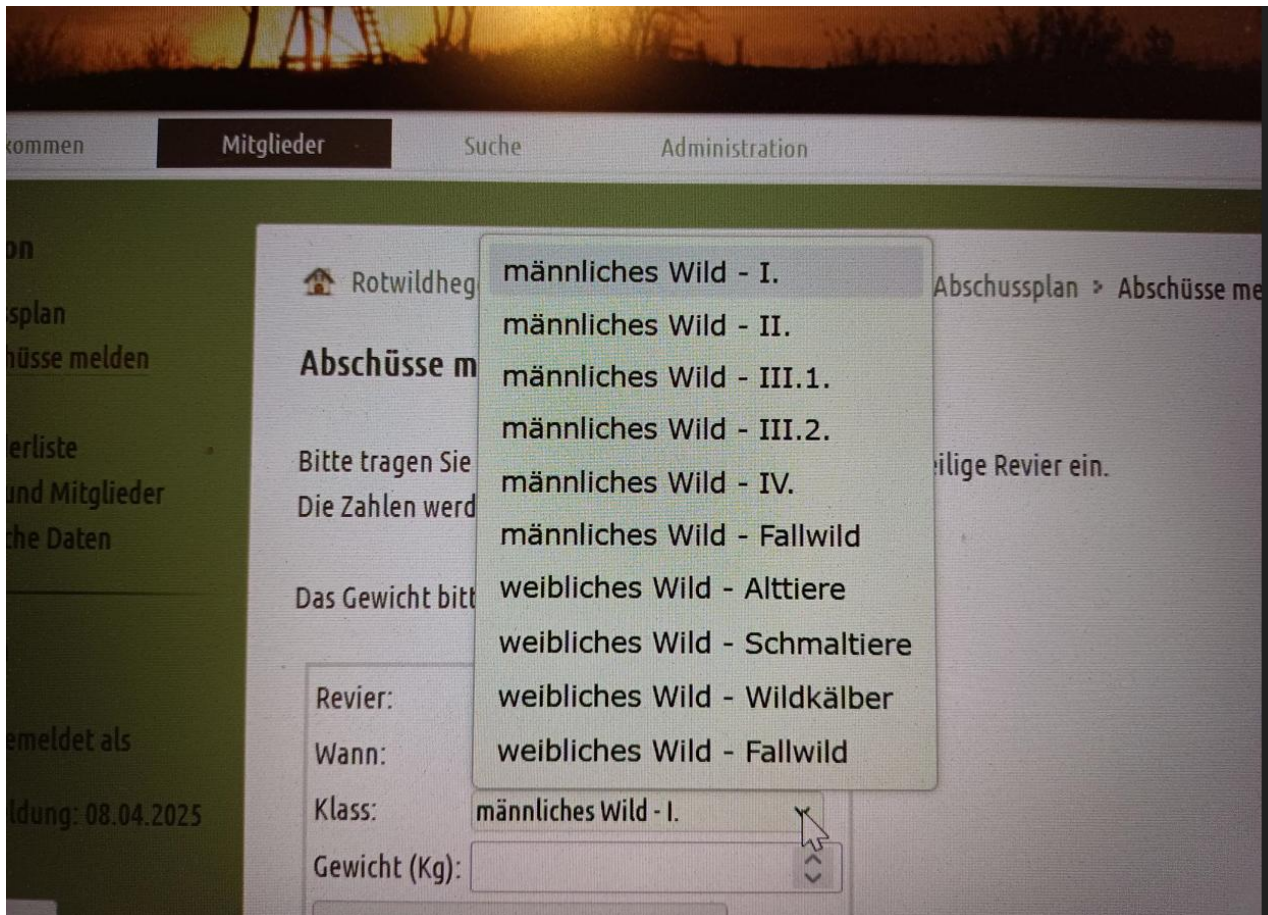 Mitglieder
Suche
Administration
Rotwildheg
Abschussplan > Abschüsse me
Abschüsse m
Bitte tragen Sie
eilige Revier ein.
Die Zahlen werd
Das Gewicht bitt
männliches Wild - I.
männliches Wild - II.
männliches Wild - III.1.
männliches Wild - III.2.
männliches Wild - IV.
männliches Wild - Fallwild
weibliches Wild - Alttiere
weibliches Wild - Schmaltiere
weibliches Wild - Wildkälber
weibliches Wild - Fallwild
Revier:
Wann:
Klass: männliches Wild - I.
Gewicht (Kg):
kommen
on
ssplan
hüsse melden
erliste
und Mitglieder
che Daten
emeldet als
ldung: 08.04.2025